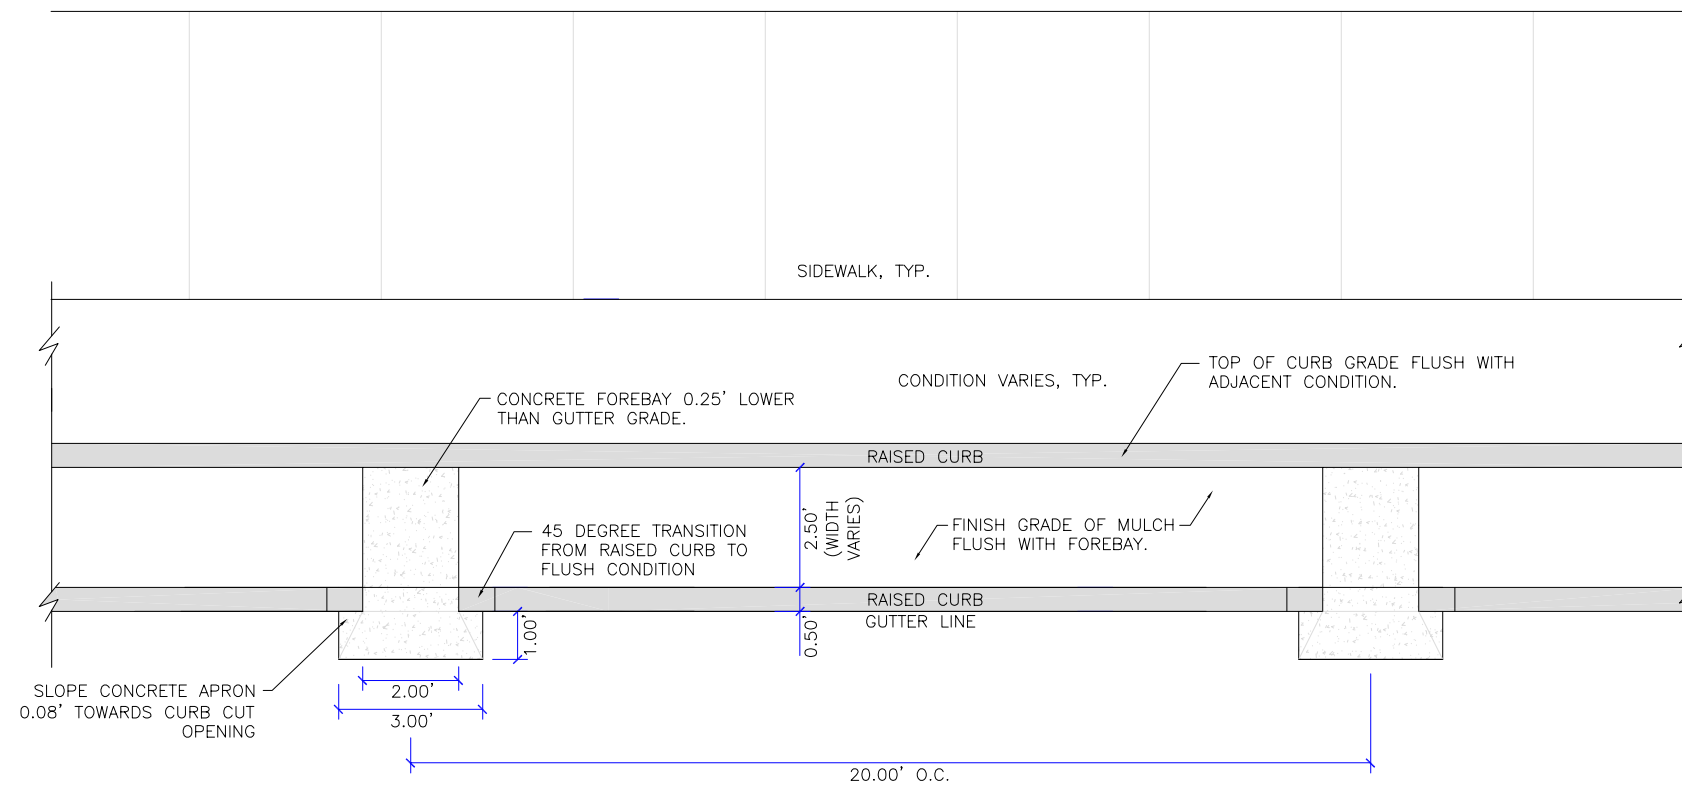 SIDEWALK, TYP.
CONDITION VARIES, TYP.
TOP OF CURB GRADE FLUSH WITH
ADJACENT CONDITION.
CONCRETE FOREBAY 0.25' LOWER
THAN GUTTER GRADE.
RAISED CURB
45 DEGREE TRANSITION
FROM RAISED CURB TO
FLUSH CONDITION
2.50'
(WIDTH
VARIES)
FINISH GRADE OF MULCH
FLUSH WITH FOREBAY.
RAISED CURB
GUTTER LINE
1.00'
0.50'
SLOPE CONCRETE APRON
0.08' TOWARDS CURB CUT
OPENING
2.00'
3.00'
20.00' O.C.